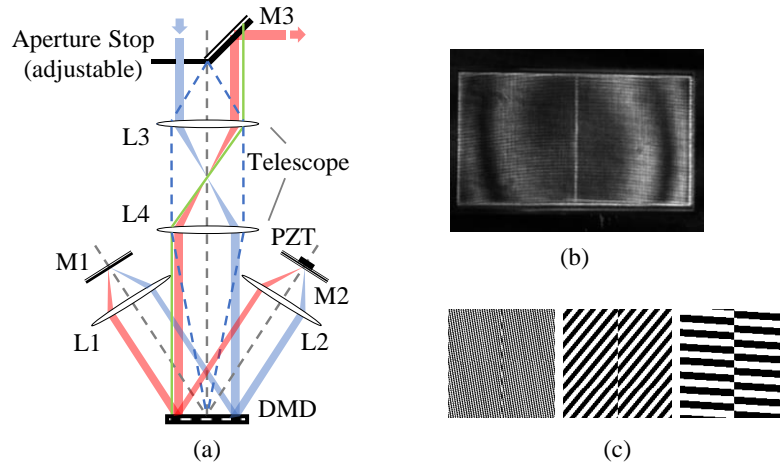 M3
Aperture Stop
(adjustable)
L3
Telescope
L4
PZT
M1
M2
L1
L2
DMD
(a)
(b)
(c)